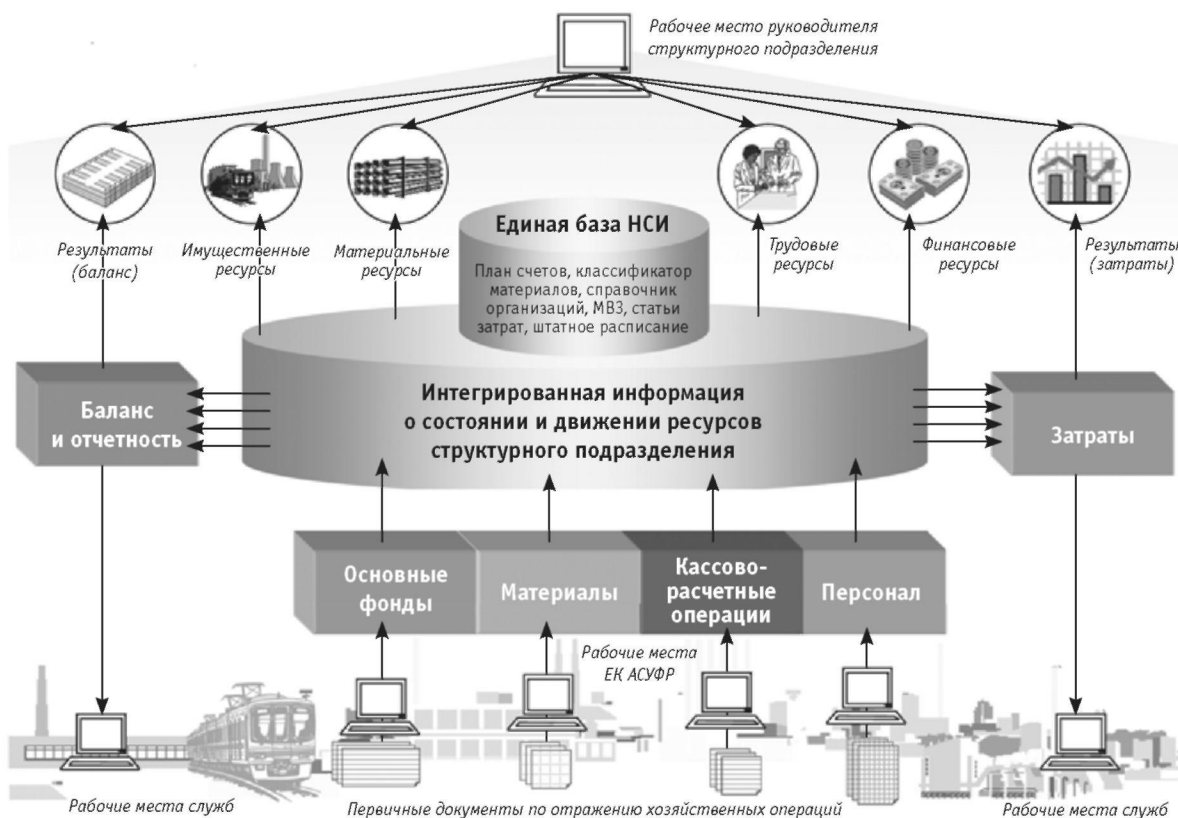 Рабочее место руководителя
структурного подразделения
Результаты
(баланс)
Имущественные
ресурсы
Материальные
ресурсы
Единая база НСИ
План счетов, классификатор
материалов, справочник
организаций, МВЗ, статьи
затрат, штатное расписание
Трудовые
ресурсы
Финансовые
ресурсы
Результаты
(затраты)
Баланс
и отчетность
Интегрированная информация
о состоянии и движении ресурсов
структурного подразделения
Затраты
Основные
фонды
Материалы
Кассово-
расчетные
операции
Персонал
Рабочие места
ЕК АСУФР
Рабочие места служб
Первичные документы по отражению хозяйственных операций
Рабочие места служб